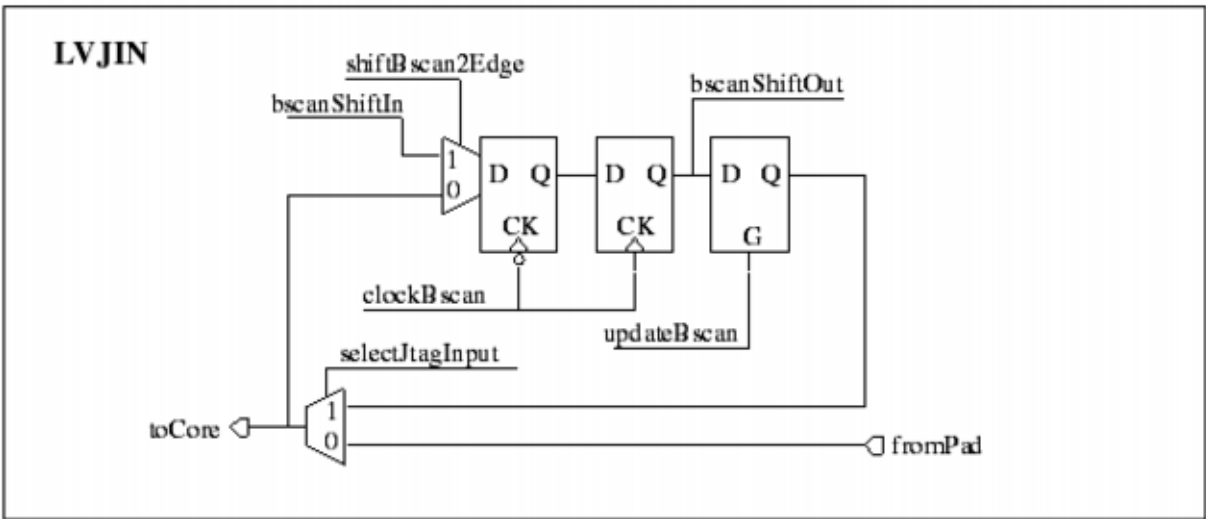 LVJIN
shiftBscan2Edge
bscanShiftIn
bscanShiftOut
1
0
D Q
CK
D Q
CK
D Q
G
clockBscan
updateBscan
selectJtagInput
1
0
toCore
fromPad